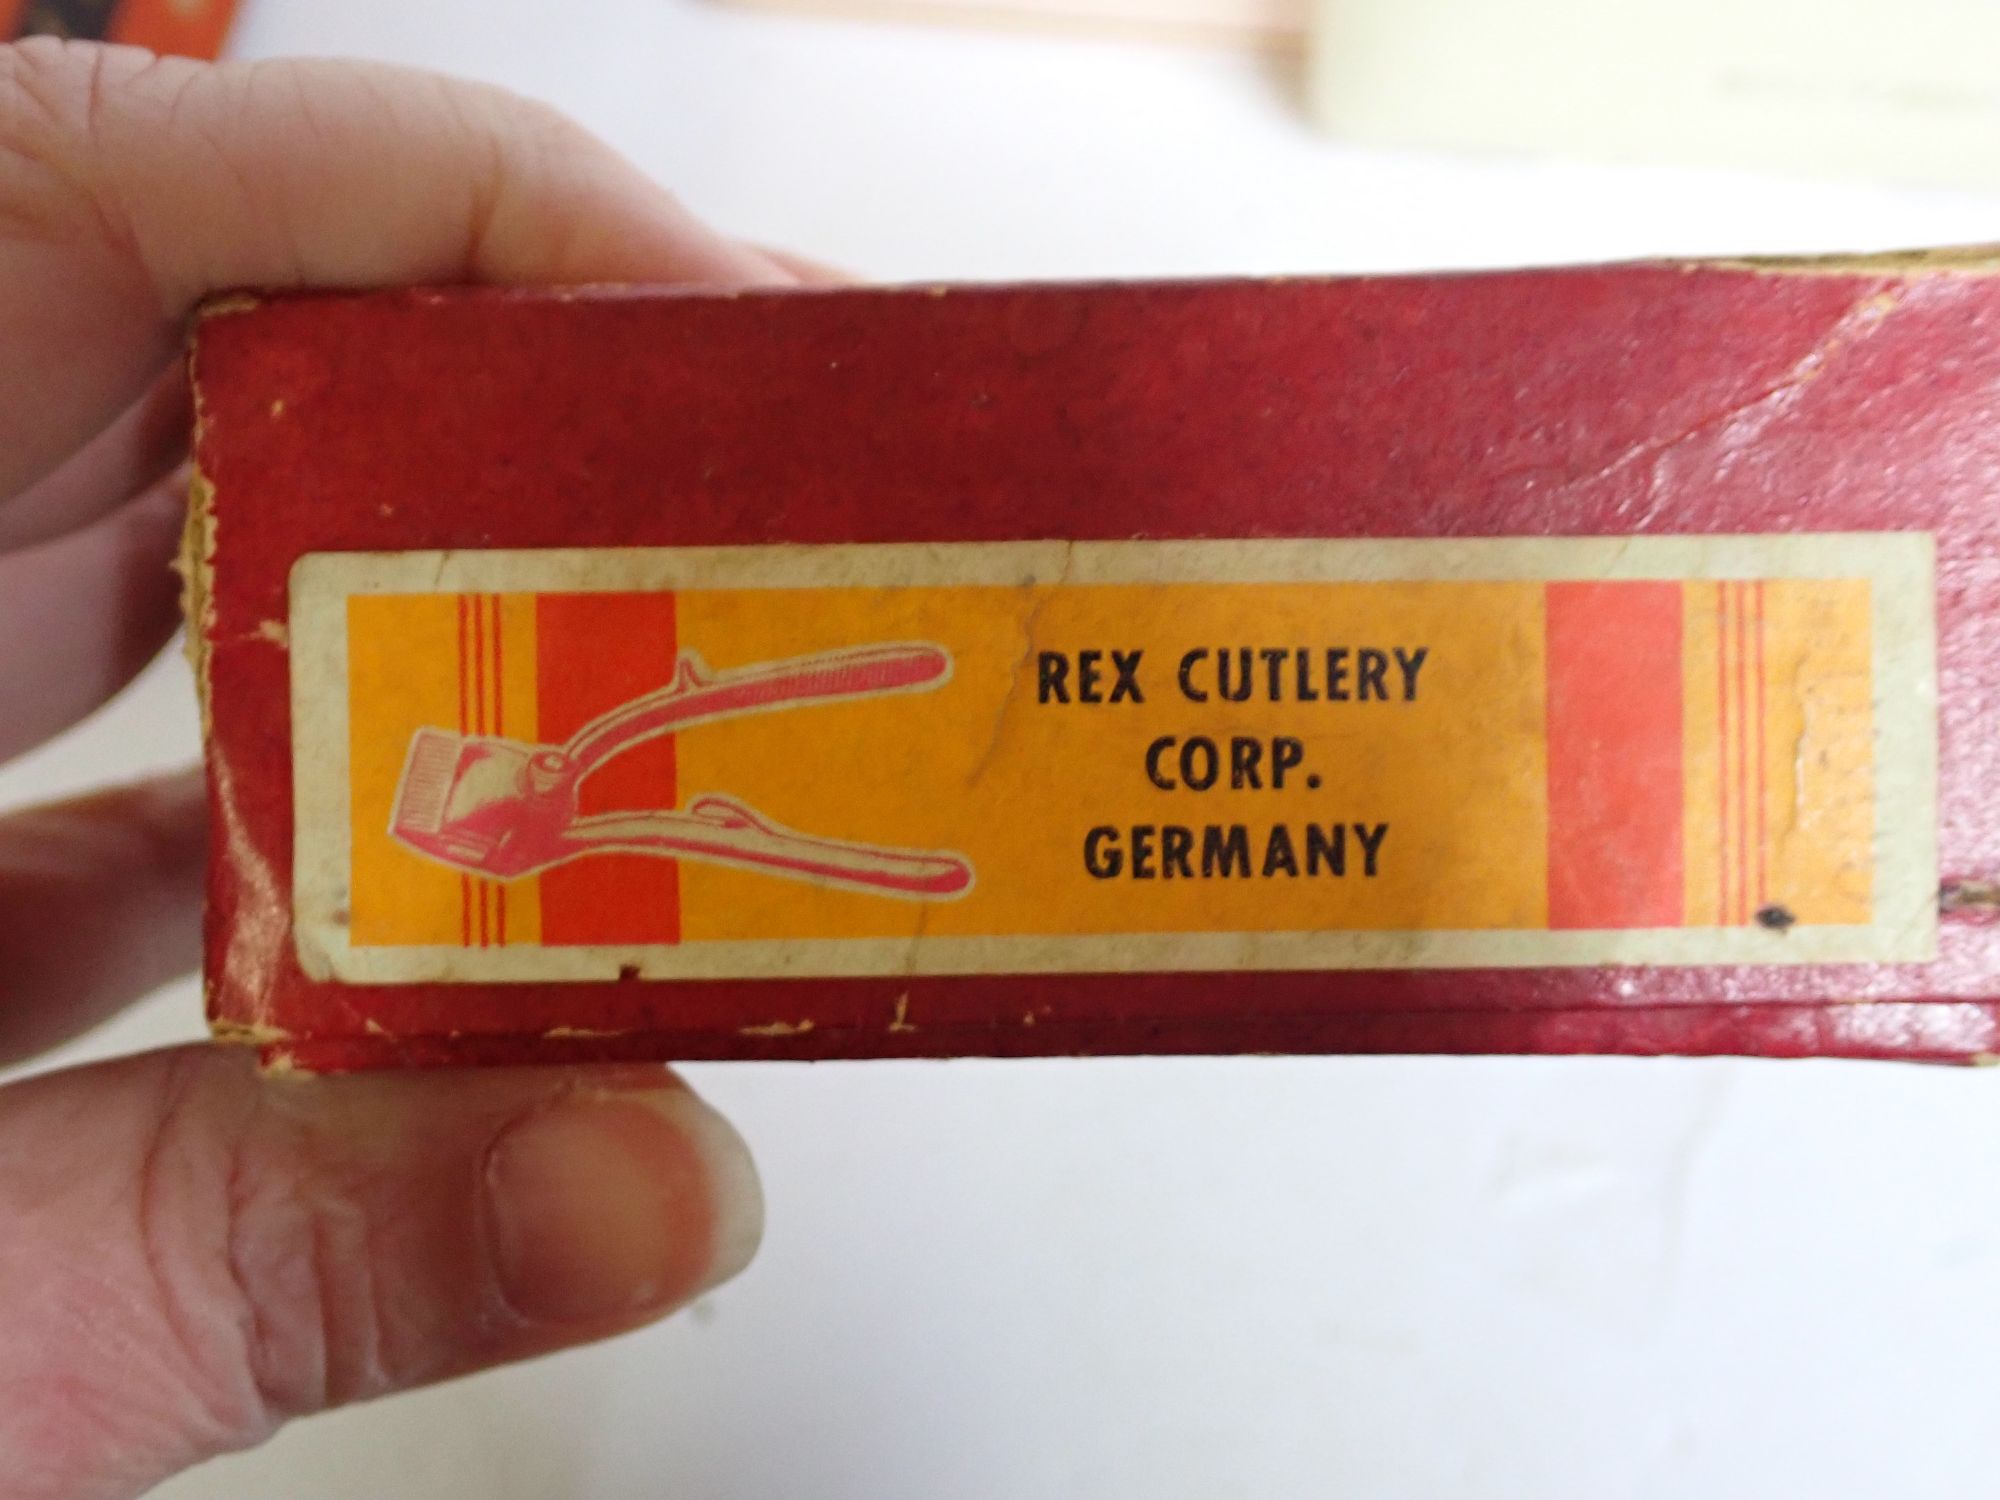 REX CUTLERY
CORP.
GERMANY